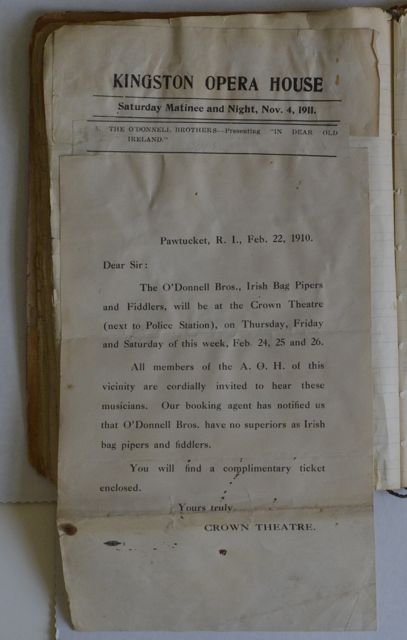 KINGSTON OPERA HOUSE
Saturday Matinee and Night, Nov. 4, 1911.
THE O'DONNELL BROTHERS—Presenting "IN DEAR OLD
IRELAND."
Pawtucket, R. I., Feb. 22, 1910.
Dear Sir:
The O'Donnell Bros., Irish Bag Pipers
and Fiddlers, will be at the Crown Theatre
(next to Police Station), on Thursday, Friday
and Saturday of this week, Feb. 24, 25 and 26.
All members of the A. O. H. of this
vicinity are cordially invited to hear these
musicians. Our booking agent has notified us
that O'Donnell Bros. have no superiors as Irish
bag pipers and fiddlers.
You will find a complimentary ticket
enclosed.
Yours truly,
CROWN THEATRE.